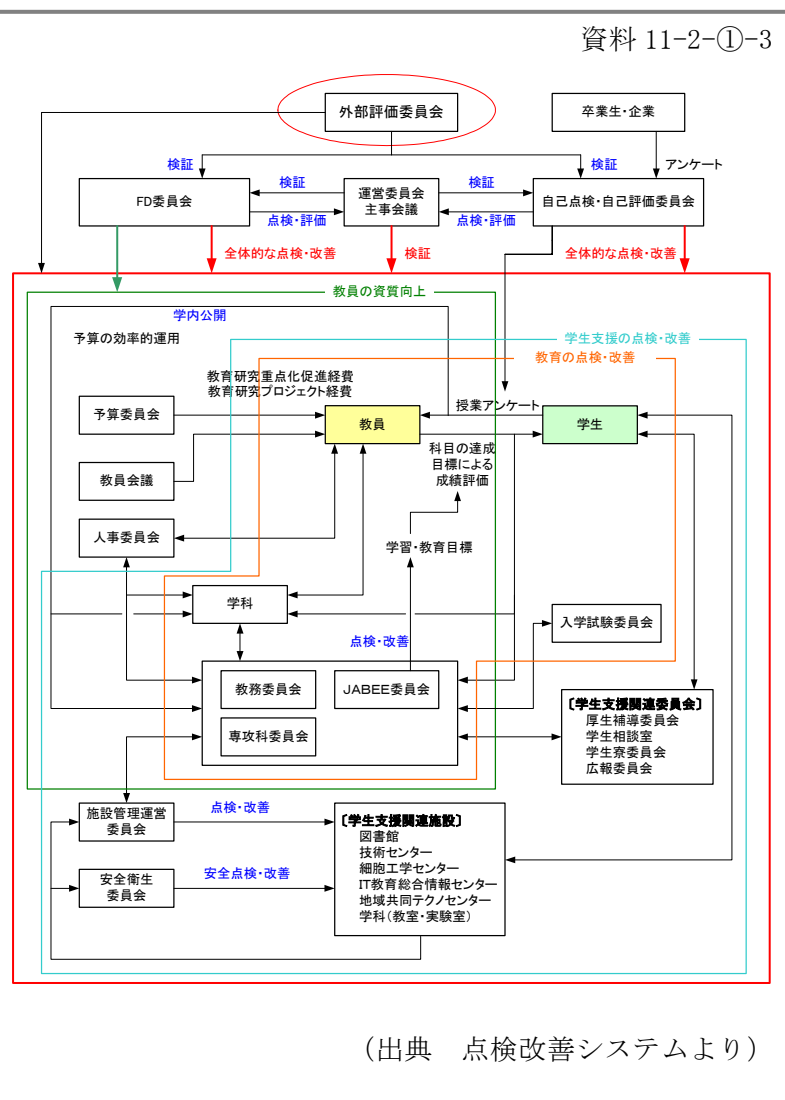 資料 11-2-①-3
外部評価委員会
卒業生・企業
検証
検証
アンケート
FD委員会
検証
点検・評価
運営委員会
主事会議
検証
点検・評価
自己点検・自己評価委員会
全体的な点検・改善
検証
全体的な点検・改善
教員の資質向上
学内公開
予算の効率的運用
学生支援の点検・改善
教育の点検・改善
教育研究重点化促進経費
教育研究プロジェクト経費
授業アンケート
予算委員会
教員
学生
科目の達成
目標による
成績評価
教員会議
人事委員会
学習・教育目標
学科
入学試験委員会
点検・改善
教務委員会
JABEE委員会
専攻科委員会
〔学生支援関連委員会〕
厚生補導委員会
学生相談室
学生寮委員会
広報委員会
施設管理運営
委員会
点検・改善
〔学生支援関連施設〕
図書館
技術センター
細胞工学センター
IT教育総合情報センター
地域共同テクノセンター
学科（教室・実験室）
安全衛生
委員会
安全点検・改善
（出典　点検改善システムより）